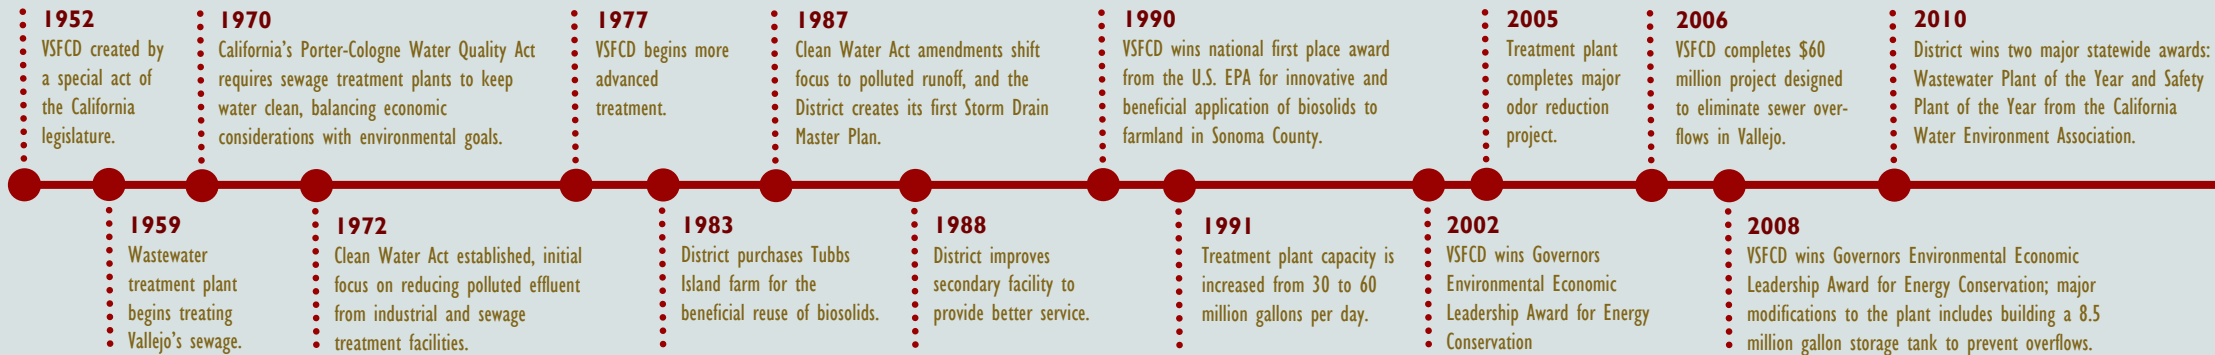 1952
VSFCD created by
a special act of
the California
legislature.
1959
Wastewater
treatment plant
begins treating
Vallejo's sewage.
1970
California's Porter-Cologne Water Quality Act
requires sewage treatment plants to keep
water clean, balancing economic
considerations with environmental goals.
1972
Clean Water Act established, initial
focus on reducing polluted effluent
from industrial and sewage
treatment facilities.
1977
VSFCD begins more
advanced
treatment.
1983
District purchases Tubbs
Island farm for the
beneficial reuse of biosolids.
1987
Clean Water Act amendments shift
focus to polluted runoff, and the
District creates its first Storm Drain
Master Plan.
1988
District improves
secondary facility to
provide better service.
1990
VSFCD wins national first place award
from the U.S. EPA for innovative and
beneficial application of biosolids to
farmland in Sonoma County.
1991
Treatment plant capacity is
increased from 30 to 60
million gallons per day.
2002
VSFCD wins Governors
Environmental Economic
Leadership Award for Energy
Conservation
2005
Treatment plant
completes major
odor reduction
project.
2006
VSFCD completes $60
million project designed
to eliminate sewer over-
flows in Vallejo.
2008
VSFCD wins Governors Environmental Economic
Leadership Award for Energy Conservation; major
modifications to the plant includes building a 8.5
million gallon storage tank to prevent overflows.
2010
District wins two major statewide awards:
Wastewater Plant of the Year and Safety
Plant of the Year from the California
Water Environment Association.